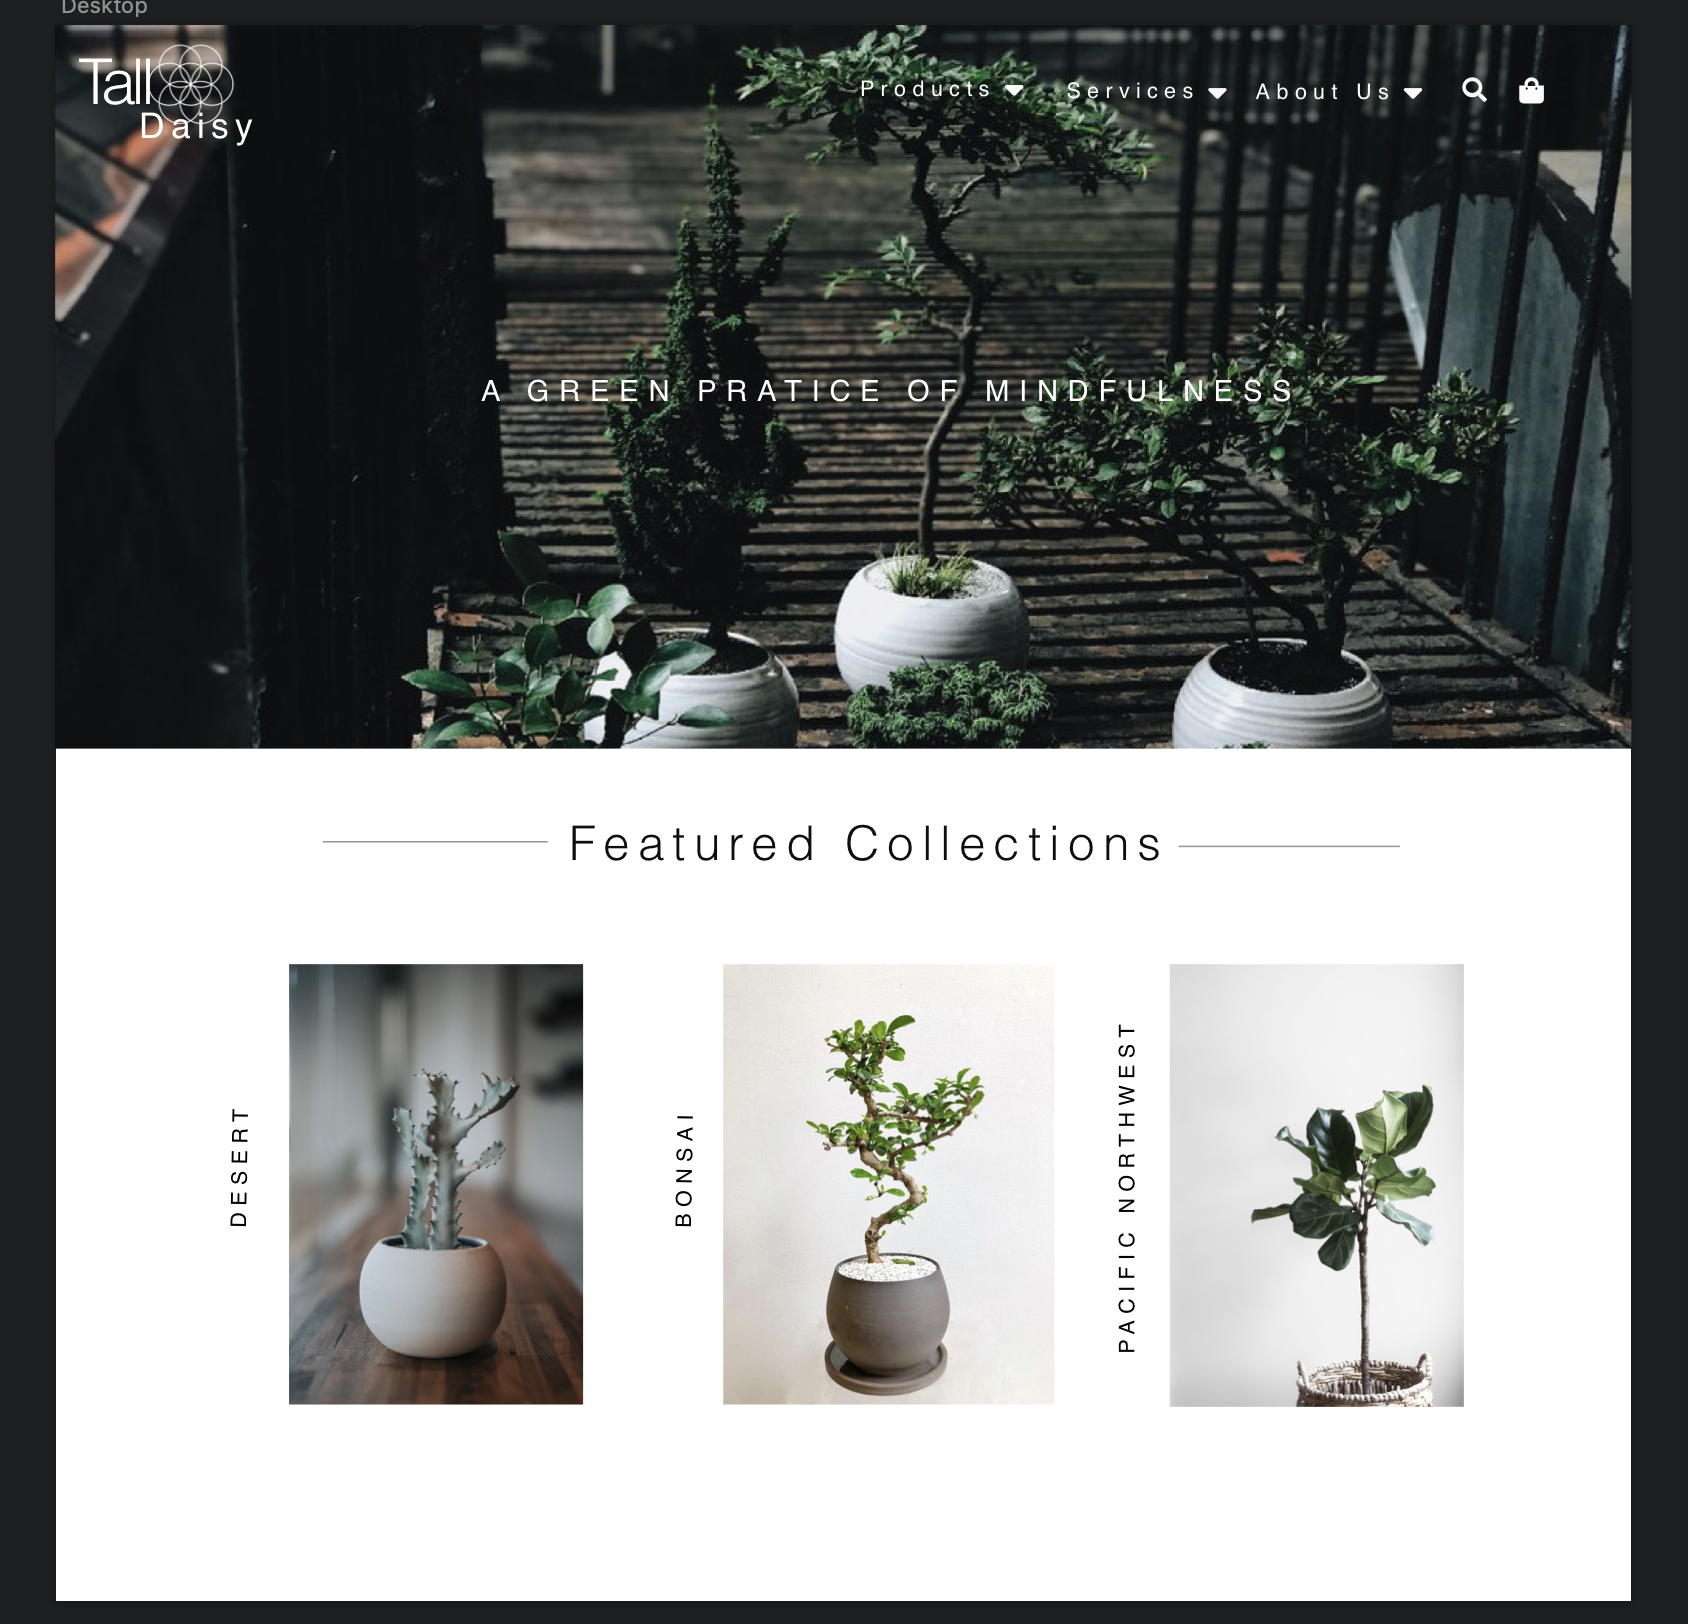 Desktop
Tall
Daisy
Products
Services
About Us
A GREEN PRATICE OF MINDFULNESS
Featured Collections
DESERT
BONSAI
PACIFIC NORTHWEST